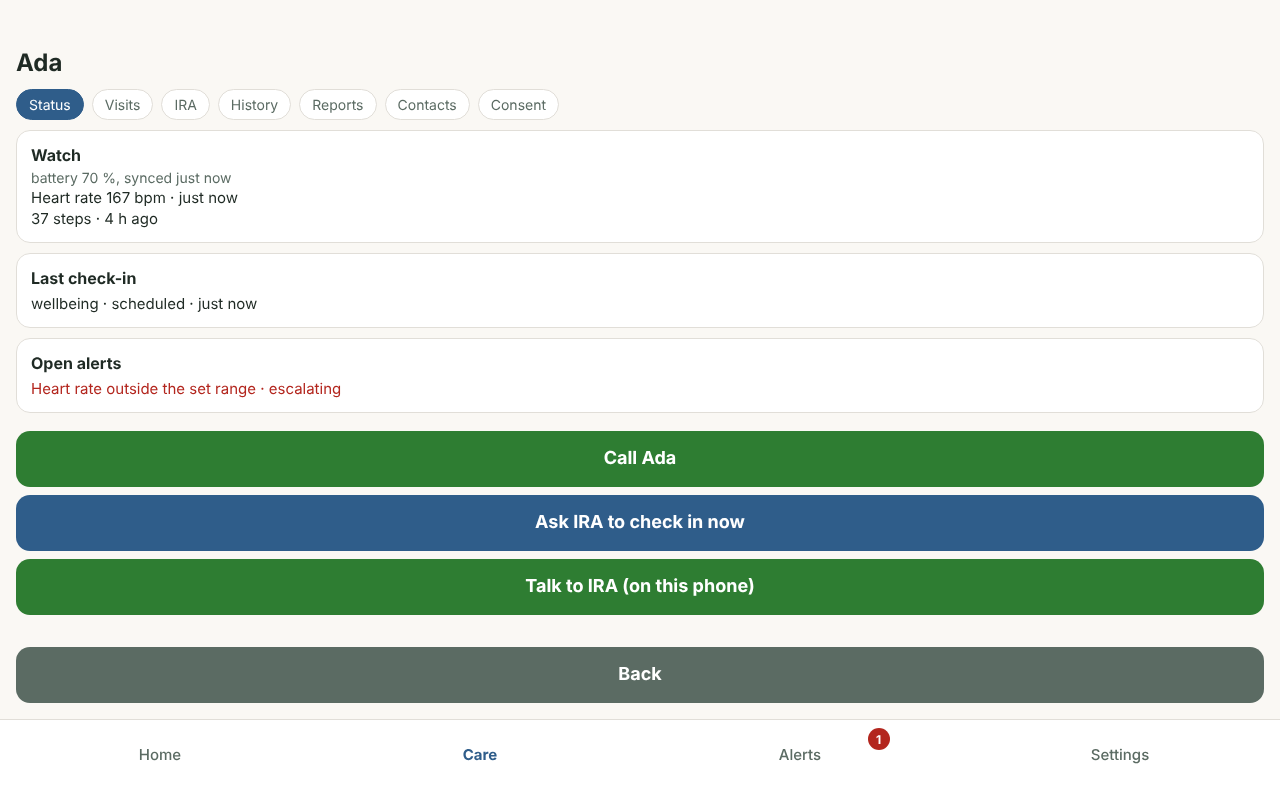 Ada
Status Visits IRA History Reports Contacts Consent
Watch
battery 70 %, synced just now
Heart rate 167 bpm · just now
37 steps · 4 h ago
Last check-in
wellbeing · scheduled · just now
Open alerts
Heart rate outside the set range · escalating
Call Ada
Ask IRA to check in now
Talk to IRA (on this phone)
Back
Home Care Alerts 1 Settings